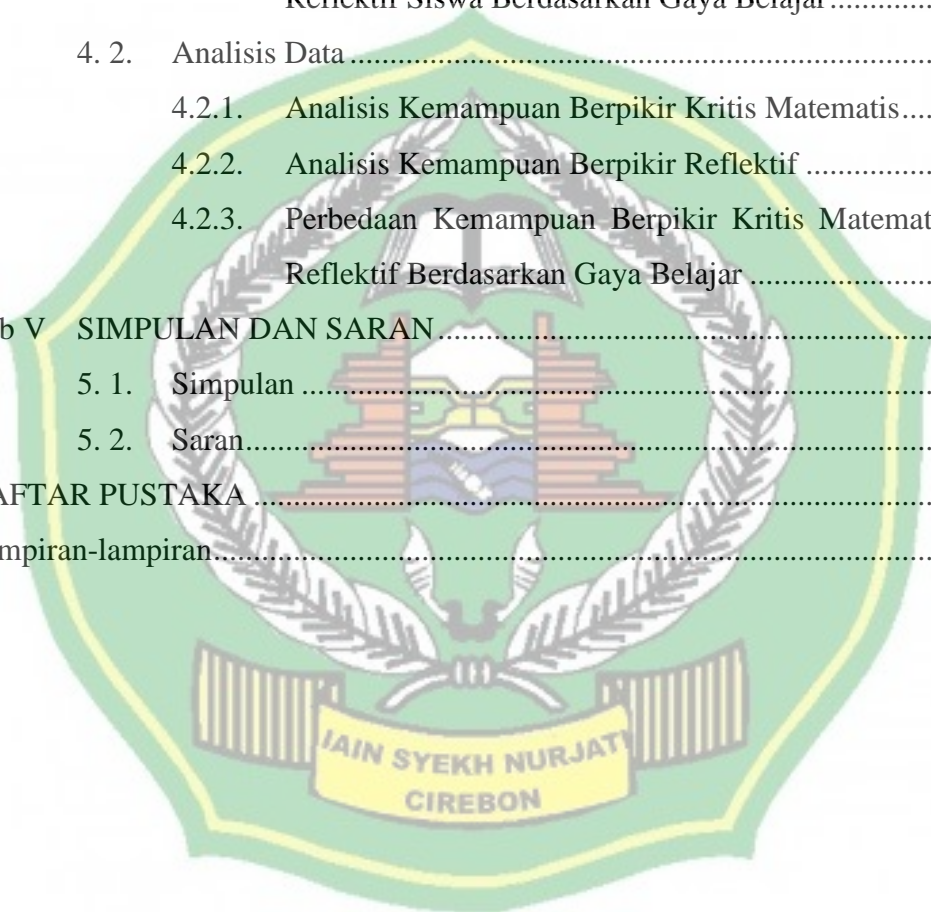 Reflektif Siswa Berdasarkan Gaya Belajar..............
4. 2. Analisis Data..........................................................................
4.2.1. Analisis Kemampuan Berpikir Kritis Matematis....
4.2.2. Analisis Kemampuan Berpikir Reflektif .................
4.2.3. Perbedaan Kemampuan Berpikir Kritis Matemat
Reflektif Berdasarkan Gaya Belajar ........................
b V SIMPULAN DAN SARAN................................................................
5. 1. Simpulan ................................................................................
5. 2. Saran.......................................................................................
AFTAR PUSTAKA ..........................................................................................
mpiran-lampiran...............................................................................................
IAIN SYEKH NURJATI
CIREBON